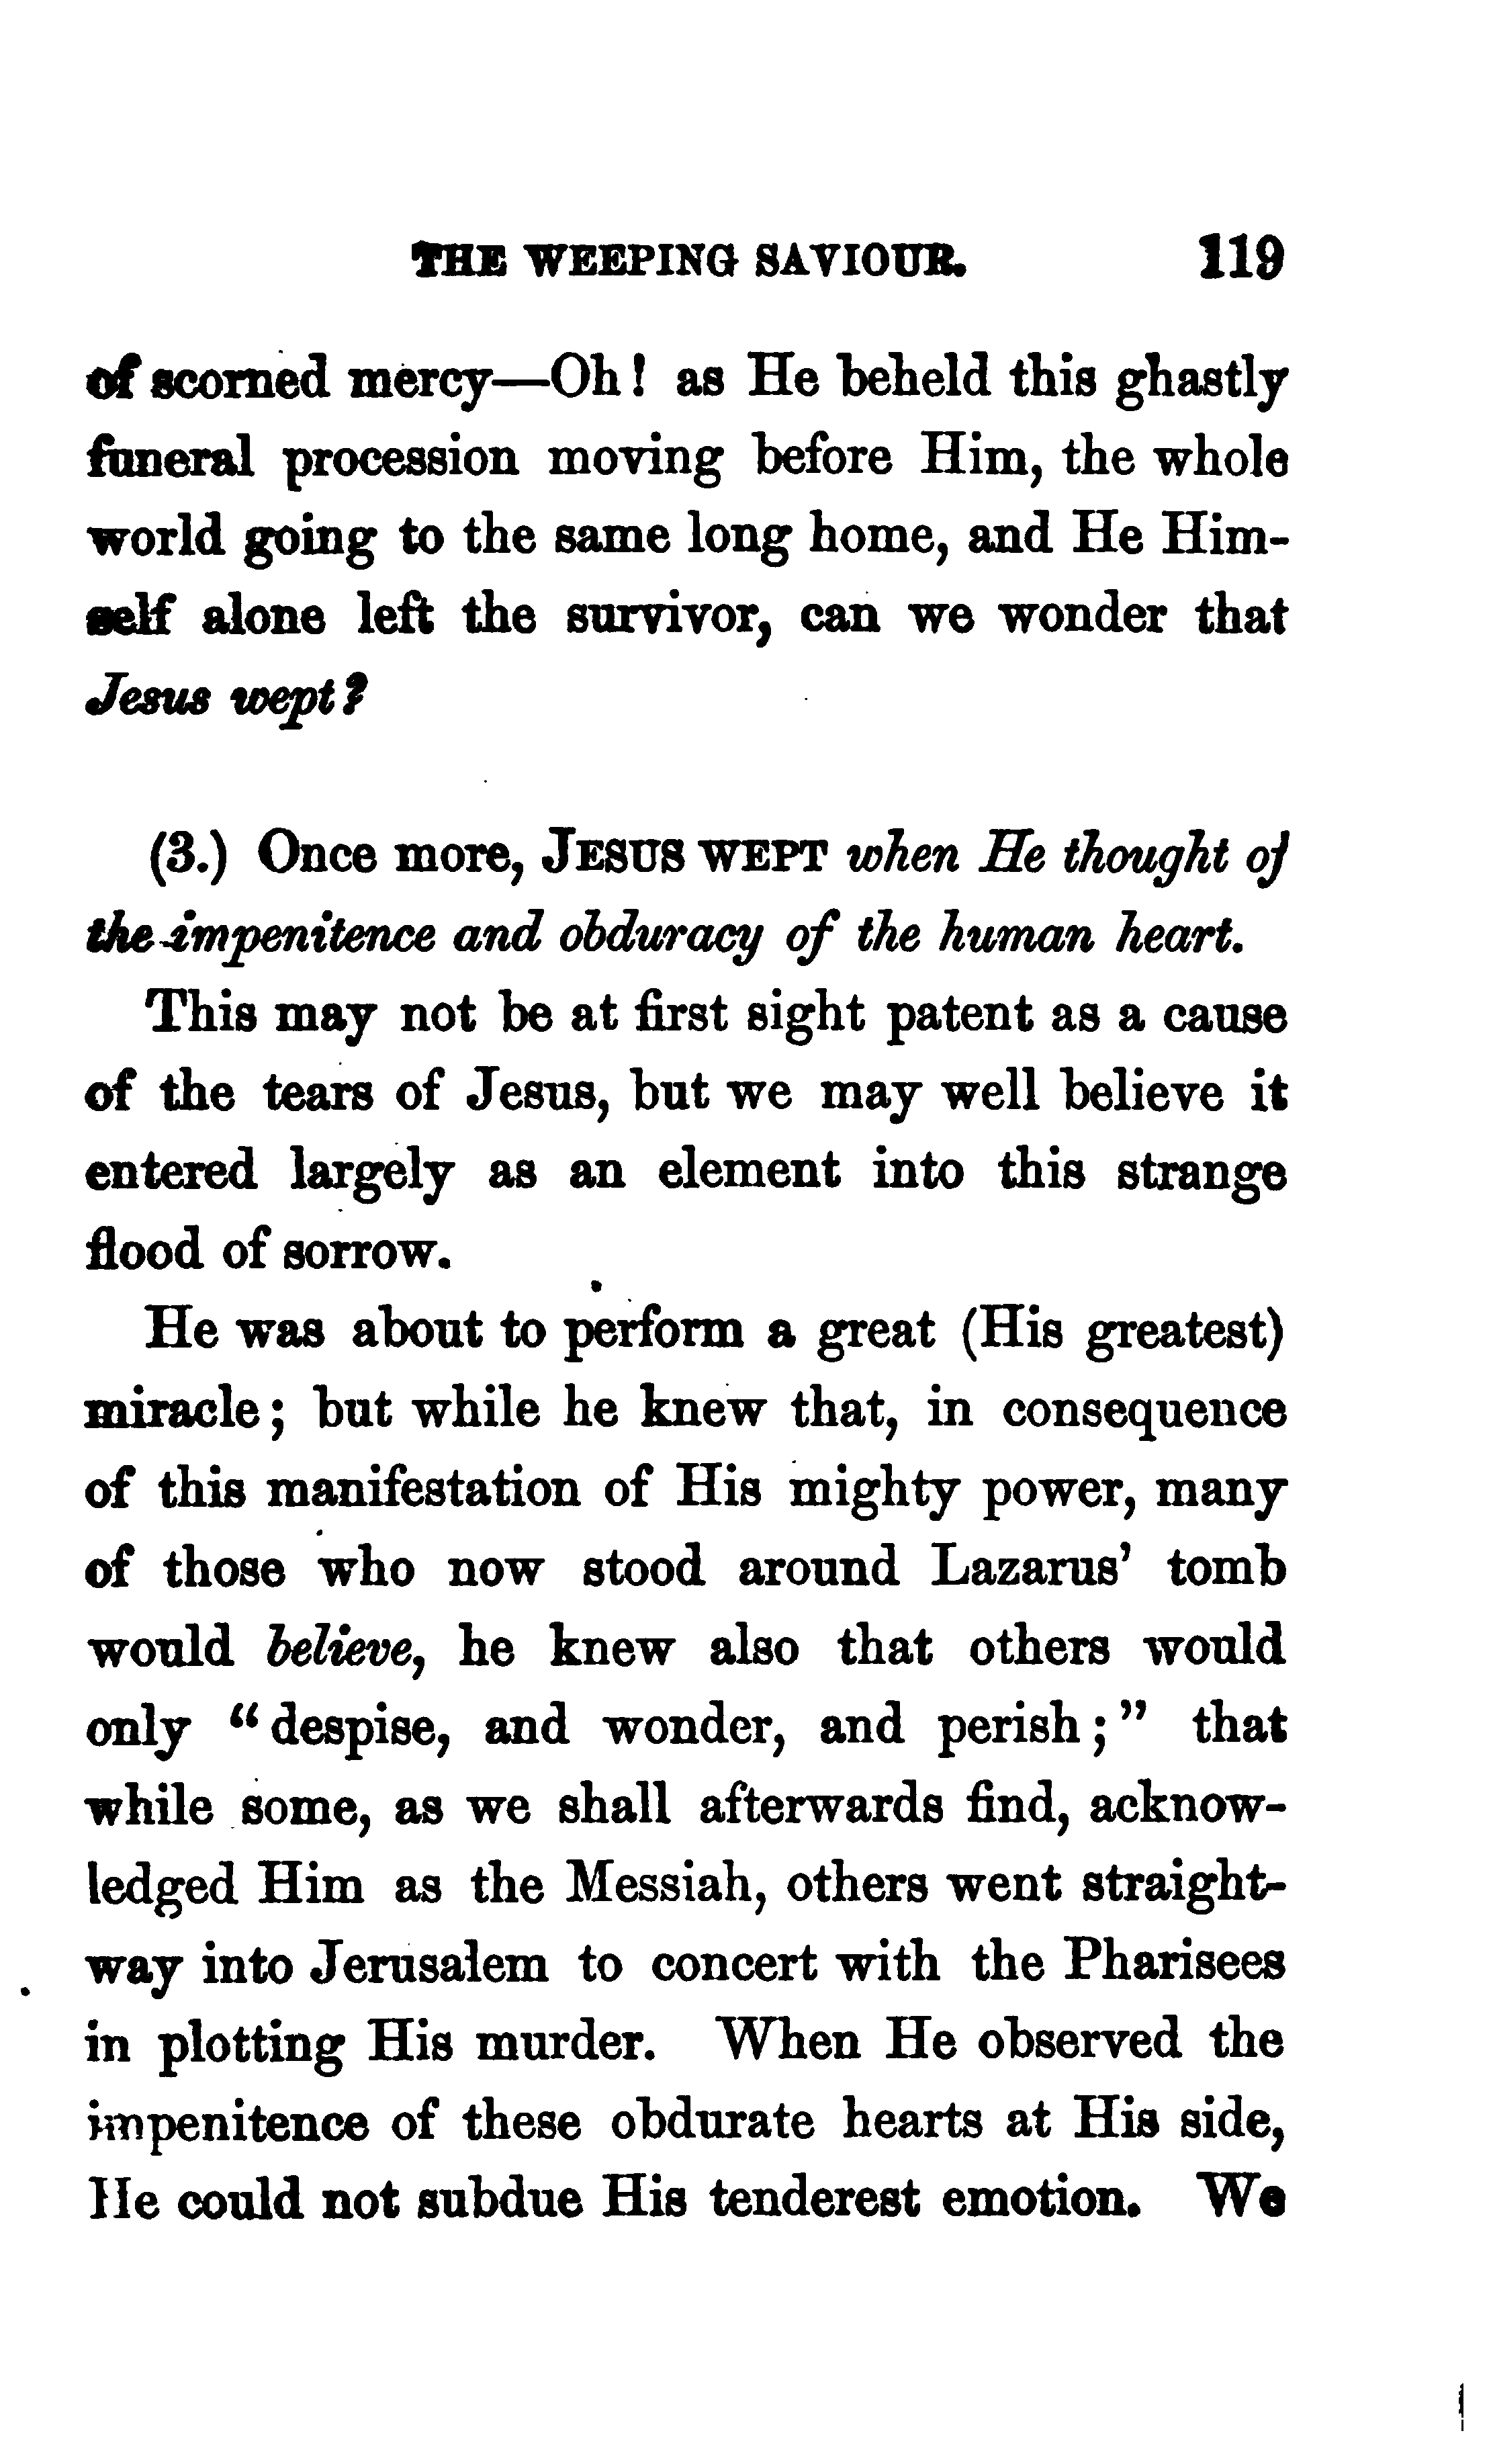 THE WEEPING SAVIOUR. 119
of scorned mercy—Oh! as He beheld this ghastly
funeral procession moving before Him, the whole
world going to the same long home, and He Him-
self alone left the survivor, can we wonder that
Jesus wept?
(3.) Once more, JESUS WEPT when He thought of
the impenitence and obduracy of the human heart.
This may not be at first sight patent as a cause
of the tears of Jesus, but we may well believe it
entered largely as an element into this strange
flood of sorrow.
He was about to perform a great (His greatest)
miracle; but while he knew that, in consequence
of this manifestation of His mighty power, many
of those who now stood around Lazarus' tomb
would believe, he knew also that others would
only “despise, and wonder, and perish;” that
while some, as we shall afterwards find, acknow-
ledged Him as the Messiah, others went straight-
way into Jerusalem to concert with the Pharisees
in plotting His murder. When He observed the
impenitence of these obdurate hearts at His side,
He could not subdue His tenderest emotion. We